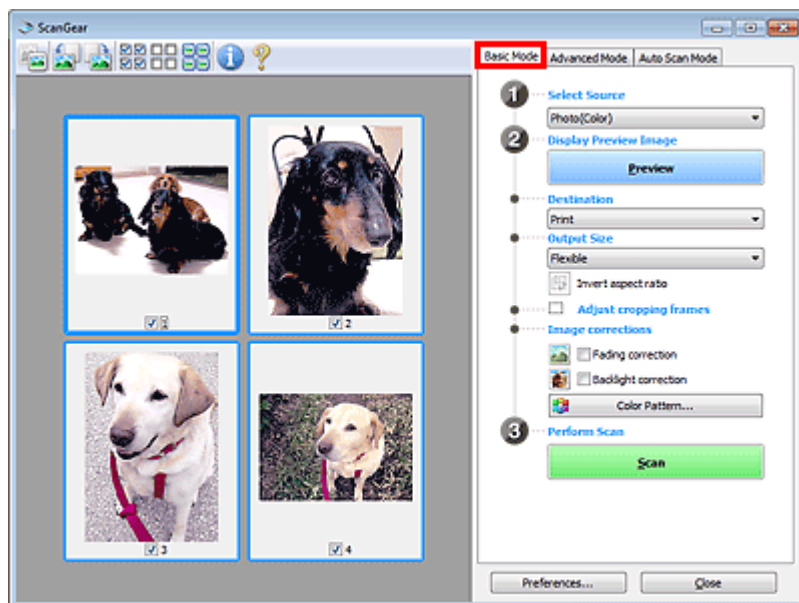 ScanGear
Basic Mode
Advanced Mode
Auto Scan Mode
1
Select Source
Photo(Color)
2
Display Preview Image
Preview
Destination
Print
Output Size
Flexible
Invert aspect ratio
Adjust cropping frames
Image corrections
Fading correction
Backlight correction
Color Pattern...
3
Perform Scan
Scan
1
2
3
4
Preferences...
Close